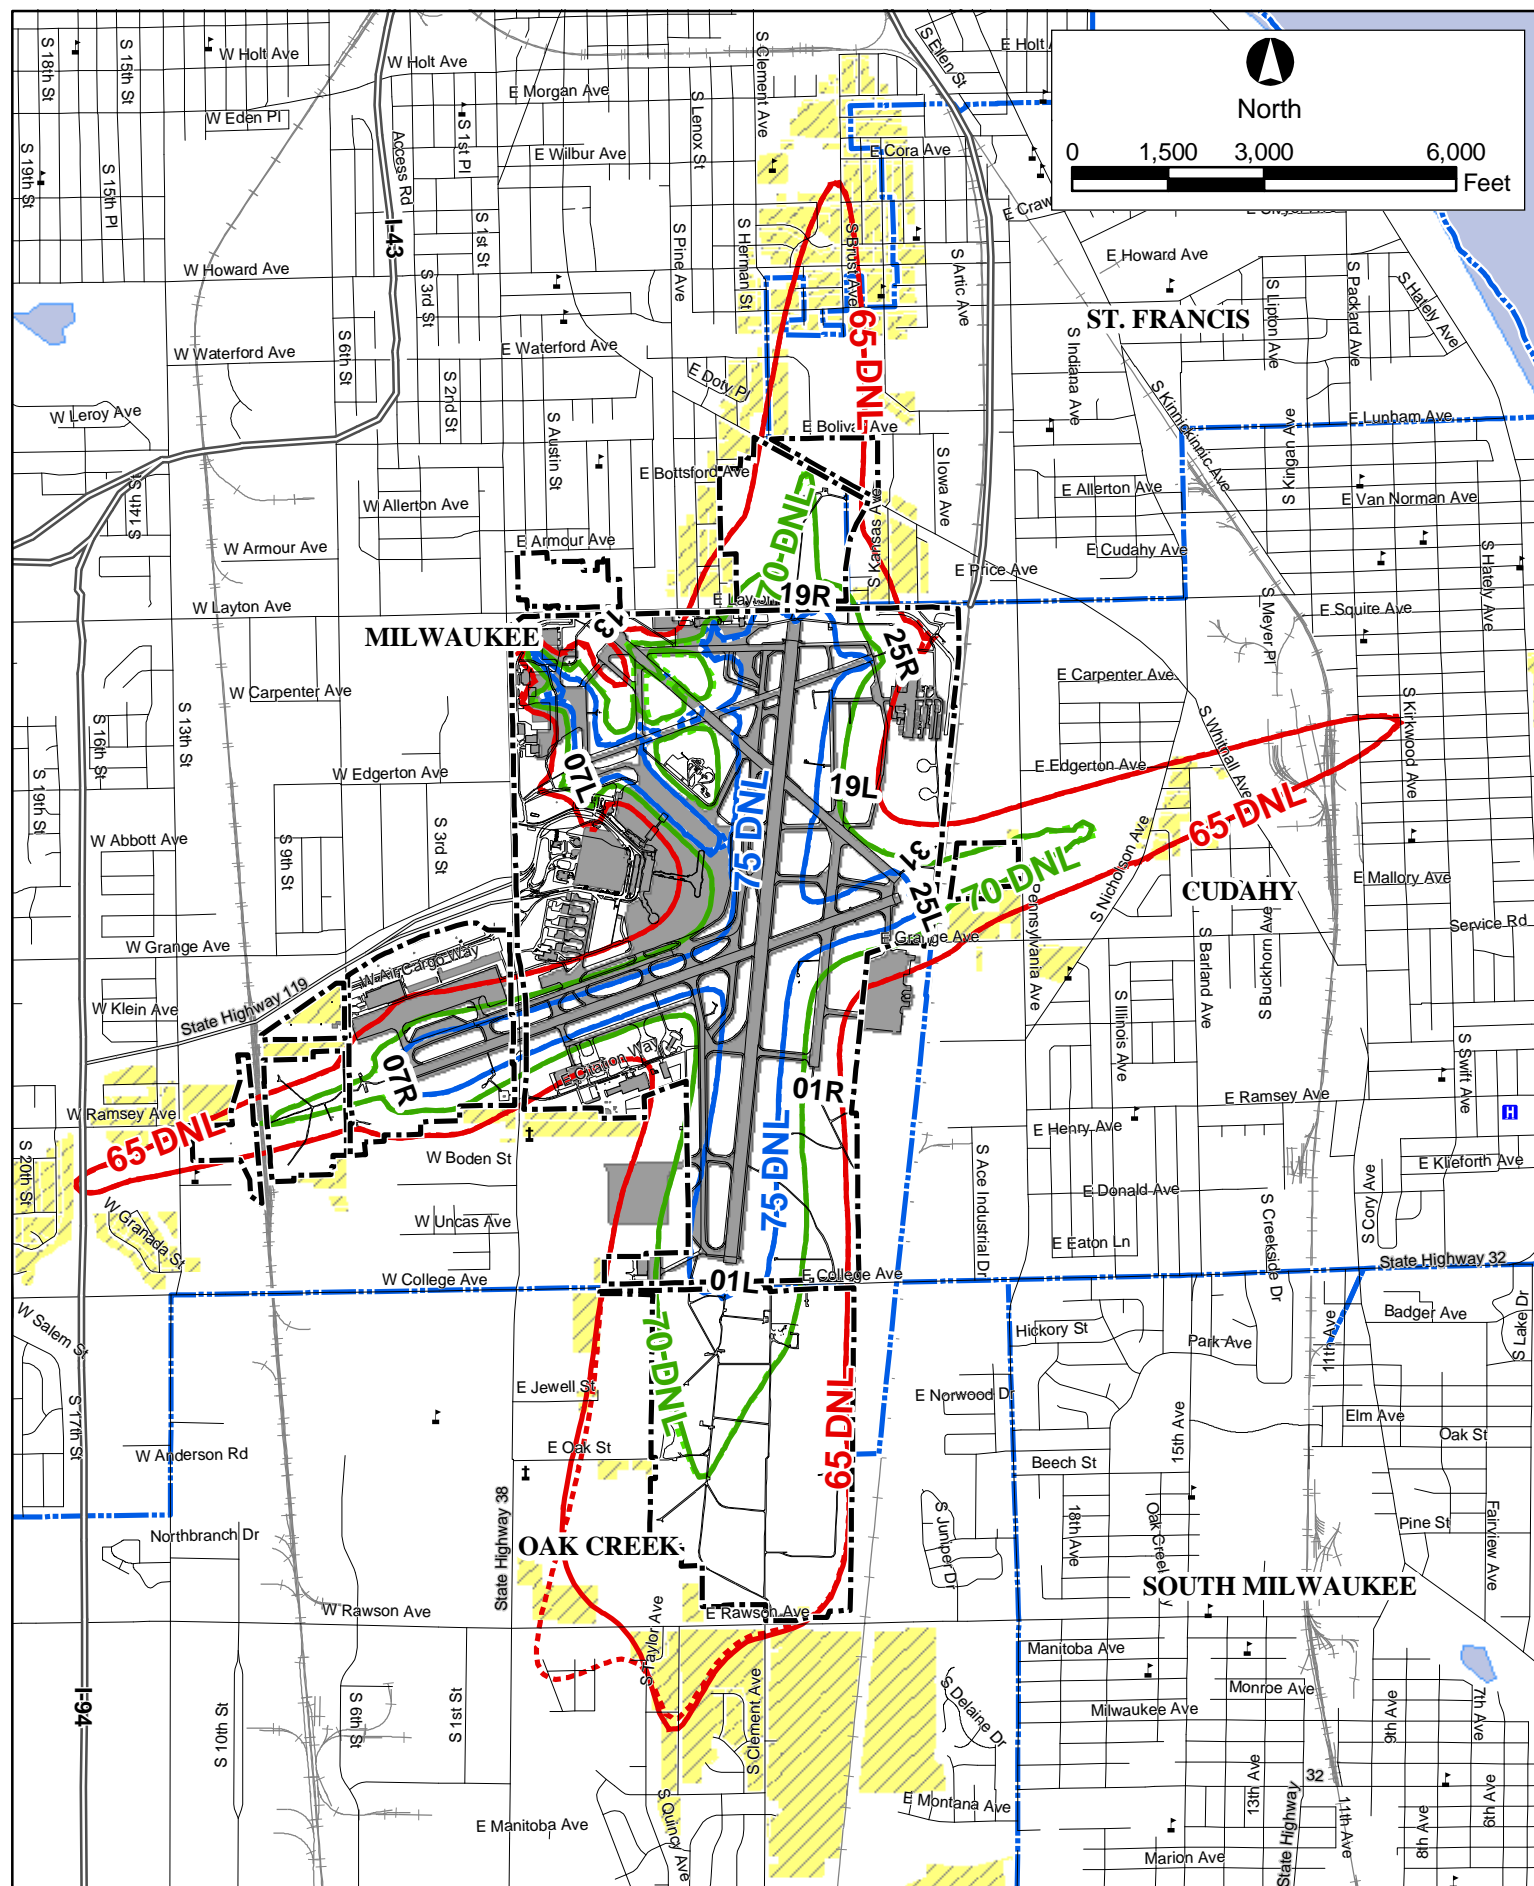 North
0 1,500 3,000 6,000
Feet
S 18th St
S 15th St
W Holt Ave
W Holt Ave
S Clement Ave
S Ellen St
E Holt
E Morgan Ave
W Eden Pl
Access Rd
S 1st Pl
S Lenox St
E Wilbur Ave
E Cora Ave
S 19th St
S 15th Pl
I-43
S 1st St
S Pine Ave
S Herman St
S Brust Ave
S Artic Ave
E Craw
E Howard Ave
W Howard Ave
S 3rd St
S Lipton Ave
S Packard Ave
S Hately Ave
ST. FRANCIS
W Waterford Ave
S 6th St
E Waterford Ave
65-DNL
S Indiana Ave
E Doty Pl
S 2nd St
S Kinnickinnic Ave
W Leroy Ave
S Austin St
E Bolivar Ave
E Lunham Ave
S Kingan Ave
E Bottsford Ave
S Iowa Ave
E Allerton Ave
E Van Norman Ave
S 14th St
W Allerton Ave
70-DNL
S Kansas Ave
W Armour Ave
E Armour Ave
E Cudahy Ave
E Price Ave
S Hately Ave
W Layton Ave
E Lay
19R
S Meyer Pl
E Squire Ave
MILWAUKEE
13
25R
W Carpenter Ave
E Carpenter Ave
S 16th St
S 13th St
S Whitnall Ave
S Kirkwood Ave
W Edgerton Ave
07L
19L
E Edgerton Ave
S 19th St
W Abbott Ave
S 9th St
S 3rd St
75 DNL
65-DNL
31
70-DNL
S Nicholson Ave
CUDAHY
E Mallory Ave
25L
Pennsylvania Ave
W Grange Ave
E Grange Ave
S Barland Ave
S Buckhorn Ave
Service Rd
W Air Cargo Way
W Klein Ave
State Highway 119
S Illinois Ave
S Swift Ave
E Citation Way
07R
01R
W Ramsey Ave
E Ramsey Ave
H
65-DNL
E Henry Ave
S 20th St
W Boden St
S Ace Industrial Dr
E Klieforth Ave
75-DNL
E Donald Ave
W Granada St
W Uncas Ave
S Creekside Dr
S Cory Ave
E Eaton Ln
W College Ave
01L
E College Ave
State Highway 32
W Salem St
Hickory St
Park Ave
11th Ave
Badger Ave
S Lake Dr
70-DNL
E Jewell St
65 DNL
E Norwood Dr
S 17th St
15th Ave
Elm Ave
Oak St
W Anderson Rd
E Oak St
Beech St
State Highway 38
S Juniper Dr
18th Ave
Oak Creek
Pine St
Fairview Ave
Northbranch Dr
OAK CREEK
SOUTH MILWAUKEE
W Rawson Ave
E Rawson Ave
S Taylor Ave
Manitoba Ave
I-94
S 10th St
S 6th St
S 1st St
S Clement Ave
S Delaine Dr
Monroe Ave
Milwaukee Ave
9th Ave
7th Ave
32
13th Ave
S Quincy Ave
E Montana Ave
E Manitoba Ave
State Highway
11th Ave
8th Ave
6th Ave
Marion Ave